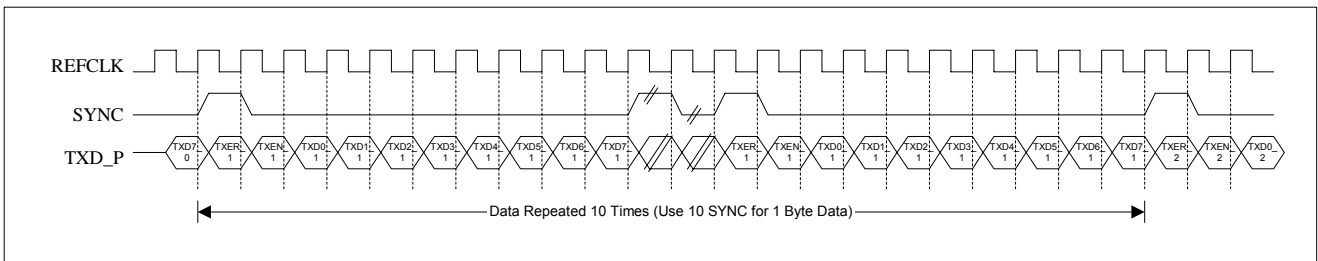 REFCLK
SYNC
TXD_P
TXD7_0 TXER_1 TXEN_1 TXD0_1 TXD1_1 TXD2_1 TXD3_1 TXD4_1 TXD5_1 TXD6_1 TXD7_1 TXER_1 TXEN_1 TXD0_1 TXD1_1 TXD2_1 TXD3_1 TXD4_1 TXD5_1 TXD6_1 TXD7_1 TXER_2 TXEN_2 TXD0_2
Data Repeated 10 Times (Use 10 SYNC for 1 Byte Data)